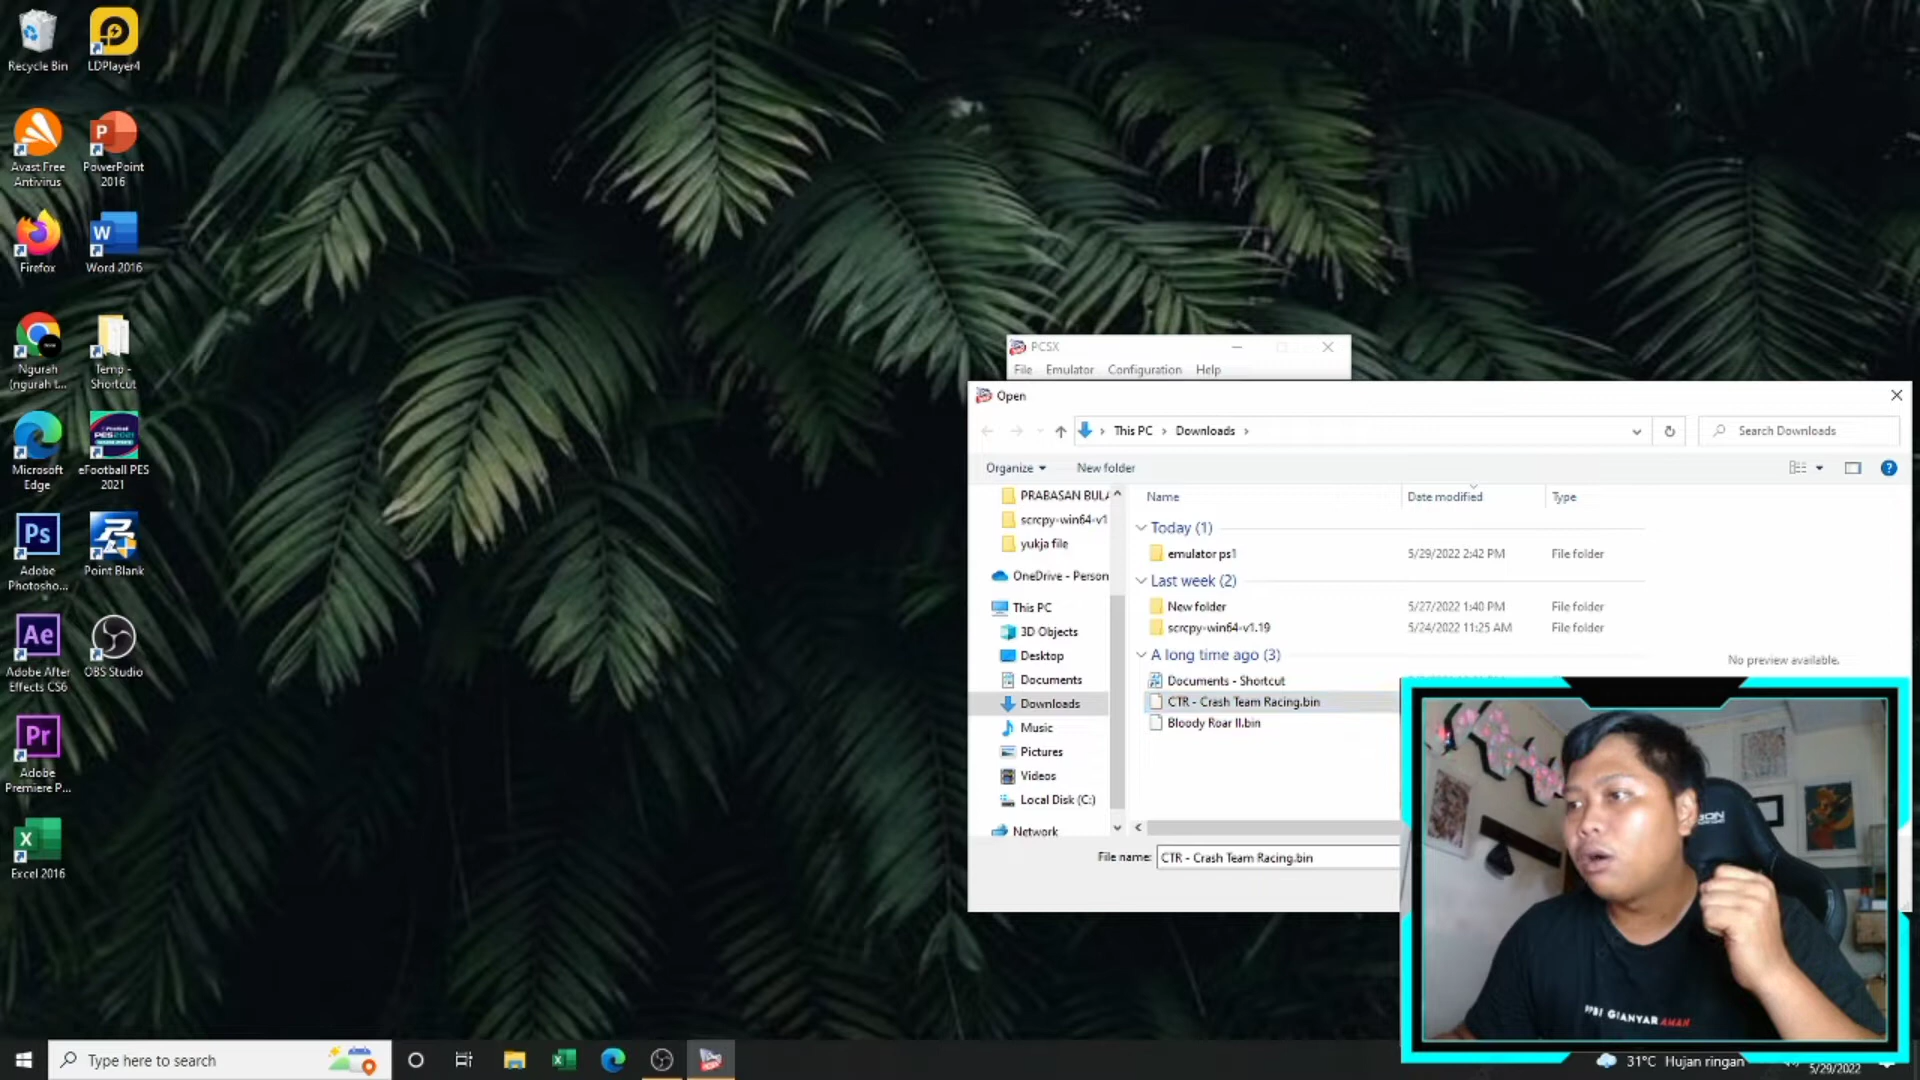 Recycle Bin
LDPlayer4
Avast Free
Antivirus
PowerPoint
2016
Firefox
Word 2016
Ngurah
(ngurah t...
Temp -
Shortcut
Microsoft
Edge
eFootball PES
2021
Adobe
Photosho...
Point Blank
Adobe After
Effects CS6
OBS Studio
Adobe
Premiere P...
Excel 2016
PCSX
File Emulator Configuration Help
Open
This PC > Downloads >
Search Downloads
Organize
New folder
PRABASAN BULA
scrcpy-win64-v1
yukja file
OneDrive - Person
This PC
3D Objects
Desktop
Documents
Downloads
Music
Pictures
Videos
Local Disk (C:)
Network
Name Date modified Type
Today (1)
emulator ps1 5/29/2022 2:42 PM File folder
Last week (2)
New folder 5/27/2022 1:40 PM File folder
scrcpy-win64-v1.19 5/24/2022 11:25 AM File folder
A long time ago (3)
Documents - Shortcut
CTR - Crash Team Racing.bin
Bloody Roar II.bin
No preview available.
File name: CTR - Crash Team Racing.bin
GIANYAR AMAN
Type here to search
31°C Hujan ringan
5/29/2022